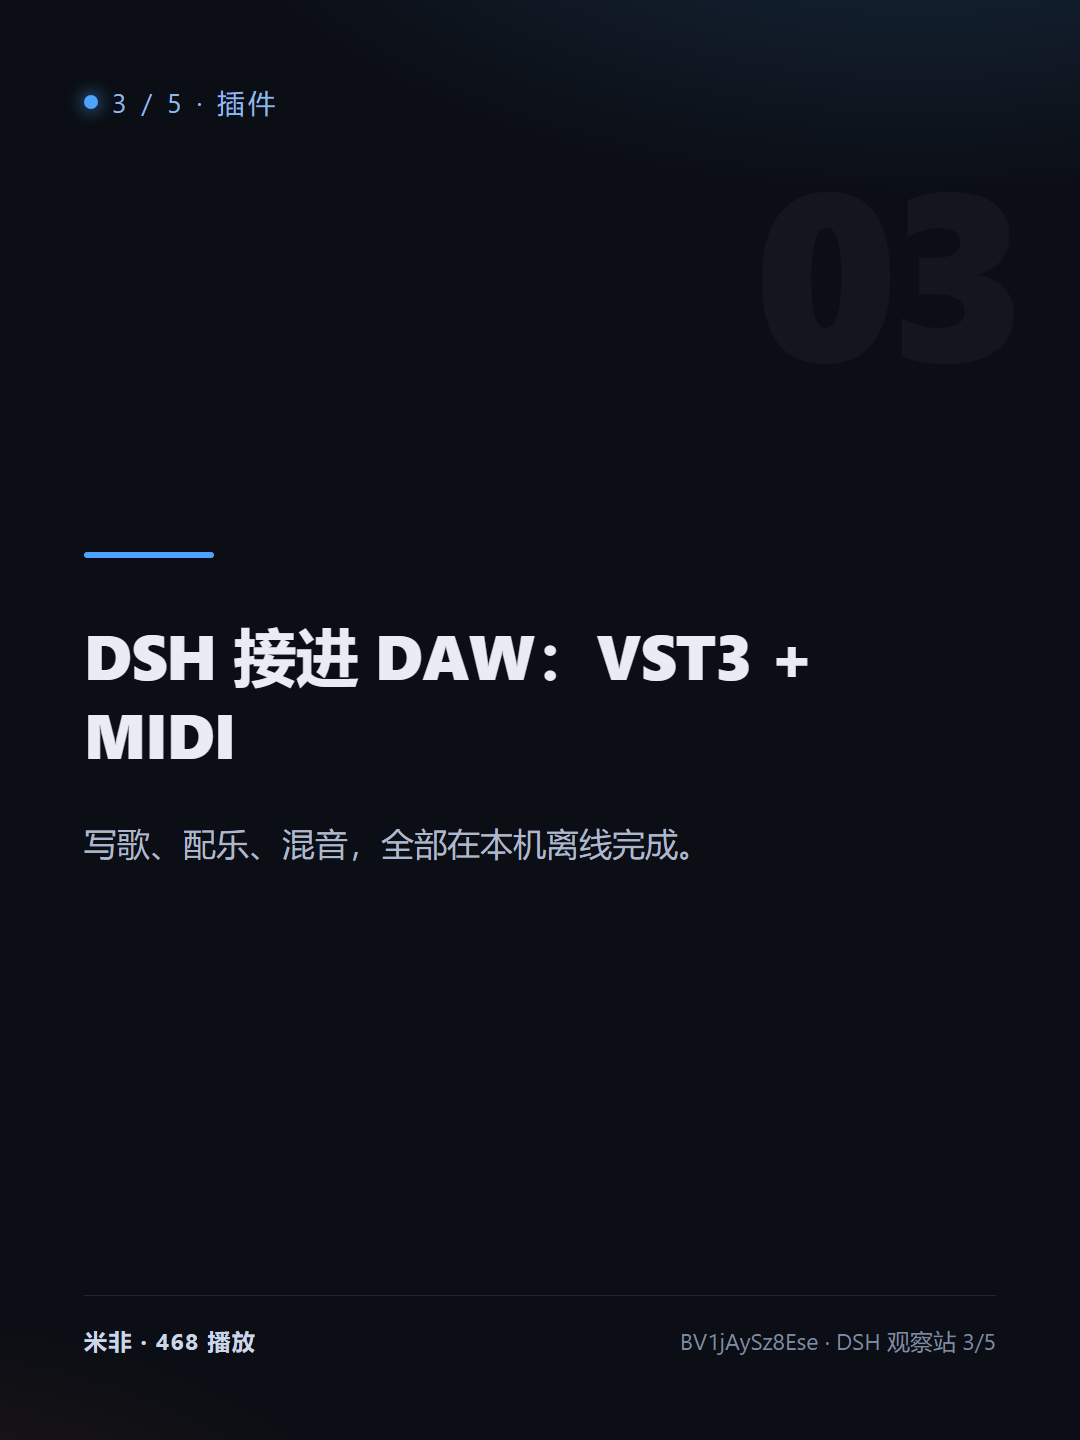 3 / 5 · 插件
03
DSH 接进 DAW：VST3 +
MIDI
写歌、配乐、混音，全部在本机离线完成。
米非 · 468 播放
BV1jAySz8Ese · DSH 观察站 3/5